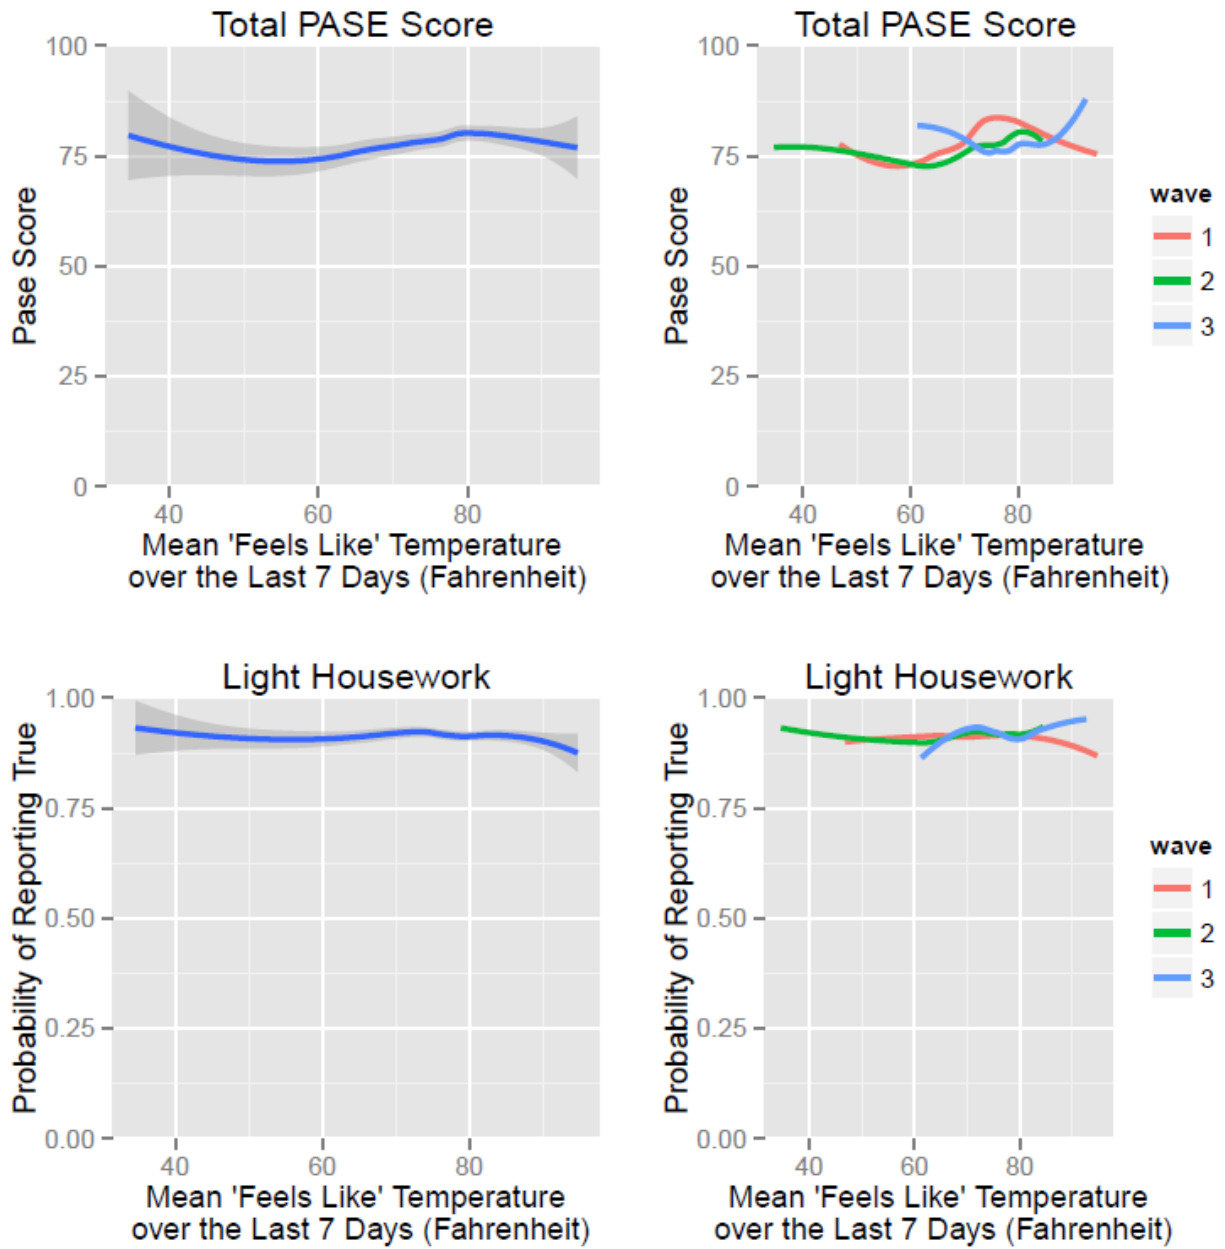 Total PASE Score
100
75
50
25
0
Pase Score
40 60 80
Mean 'Feels Like' Temperature
over the Last 7 Days (Fahrenheit)
Total PASE Score
100
75
50
25
0
Pase Score
40 60 80
Mean 'Feels Like' Temperature
over the Last 7 Days (Fahrenheit)
wave
1
2
3
Light Housework
1.00
0.75
0.50
0.25
0.00
Probability of Reporting True
40 60 80
Mean 'Feels Like' Temperature
over the Last 7 Days (Fahrenheit)
Light Housework
1.00
0.75
0.50
0.25
0.00
Probability of Reporting True
40 60 80
Mean 'Feels Like' Temperature
over the Last 7 Days (Fahrenheit)
wave
1
2
3